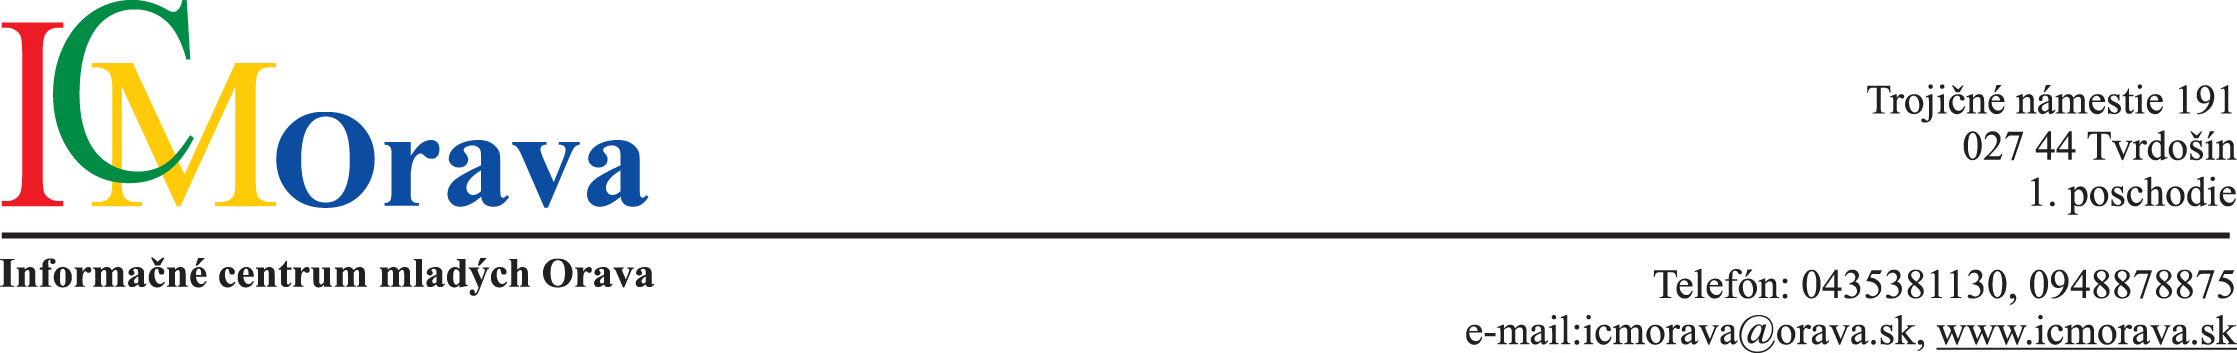 ICMOrava
Trojičné námestie 191
027 44 Tvrdošín
1. poschodie
Informačné centrum mladých Orava
Telefón: 0435381130, 0948878875
e-mail:icmorava@orava.sk, www.icmorava.sk